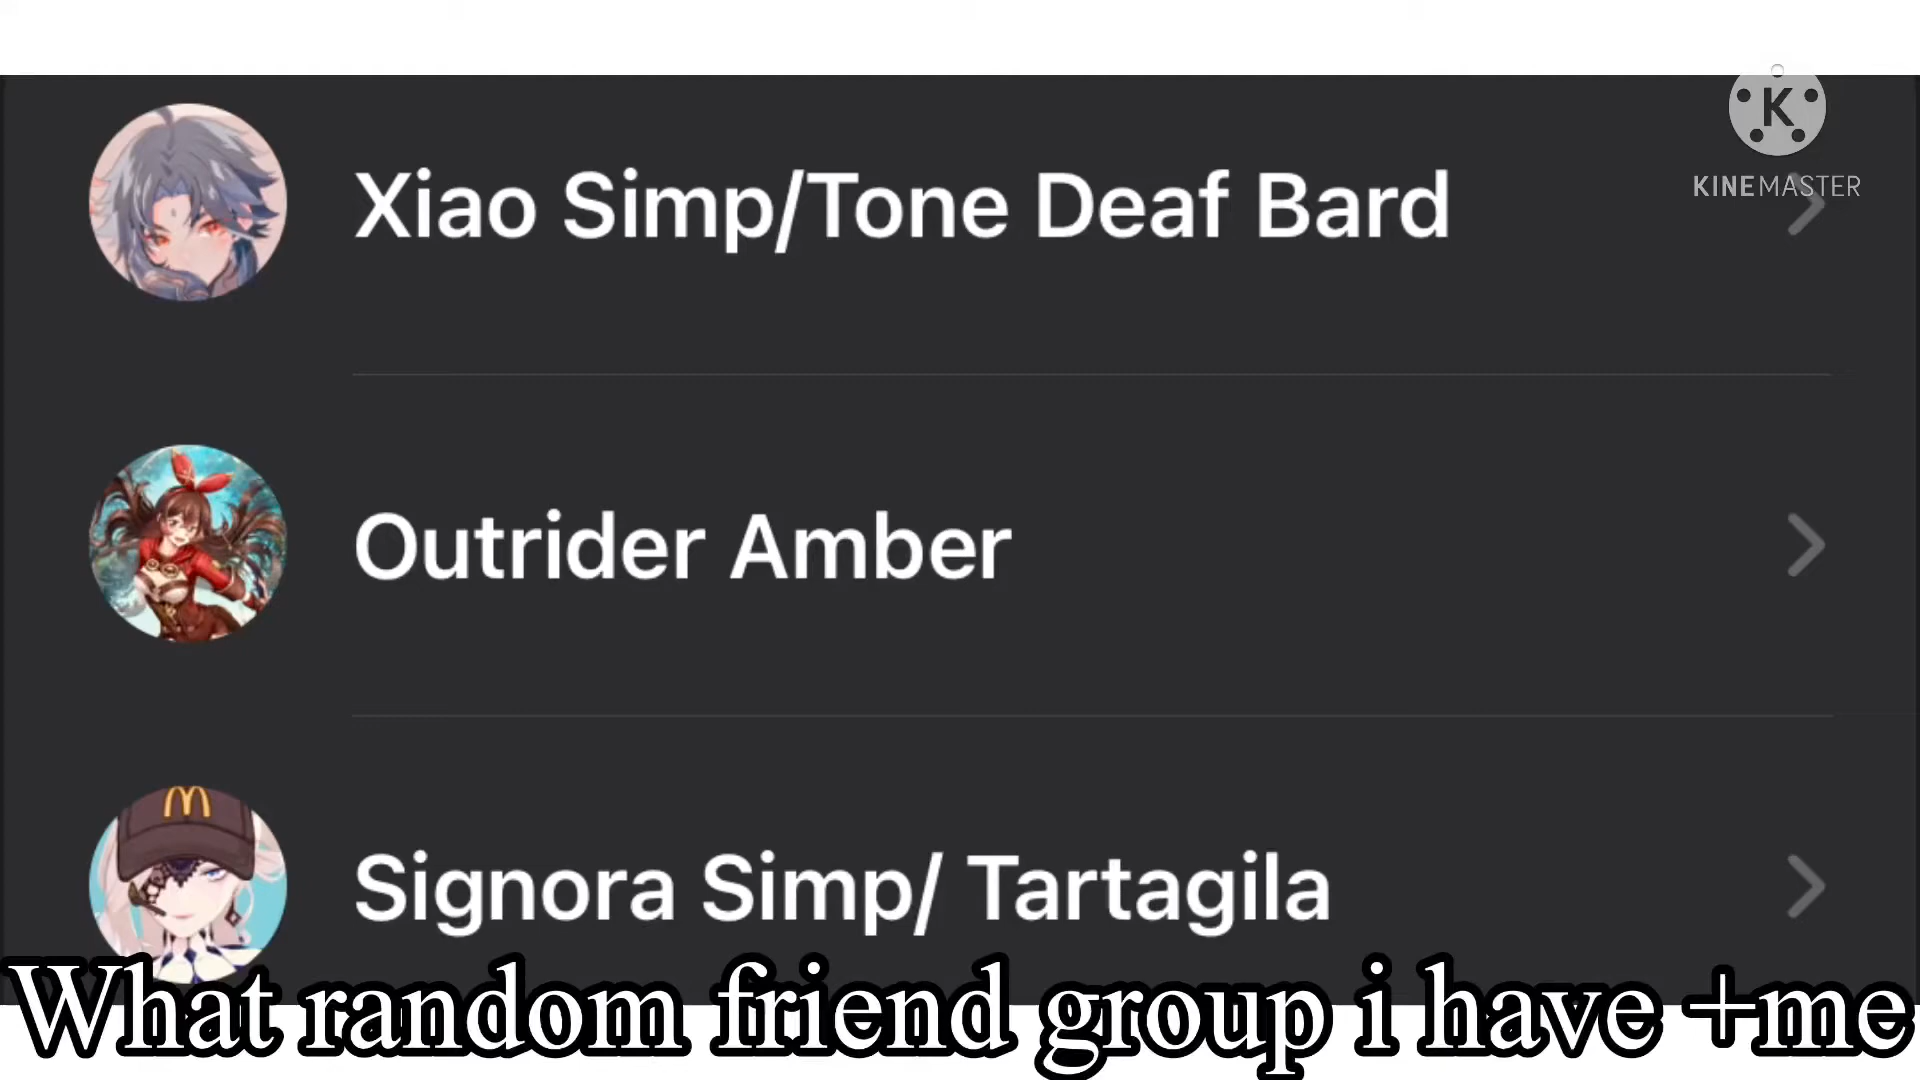 K
KINEMASTER
Xiao Simp/Tone Deaf Bard
Outrider Amber
M
Signora Simp/ Tartagila
What random friend group i have +me